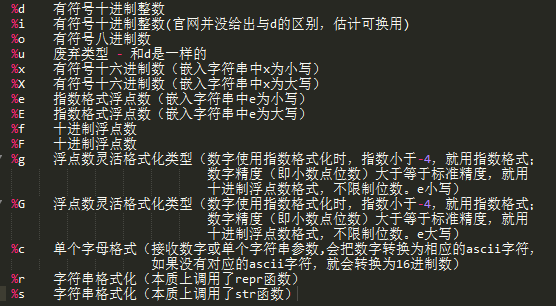 %d 有符号十进制整数
%i 有符号十进制整数(官网并没给出与d的区别，估计可换用)
%o 有符号八进制数
%u 废弃类型 - 和d是一样的
%x 有符号十六进制数（嵌入字符串中x为小写）
%X 有符号十六进制数（嵌入字符串中x为大写）
%e 指数格式浮点数（嵌入字符串中e为小写）
%E 指数格式浮点数（嵌入字符串中e为大写）
%f 十进制浮点数
%F 十进制浮点数
%g 浮点数灵活格式化类型（数字使用指数格式化时，指数小于-4，就用指数格式；
数字精度（即小数点位数）大于等于标准精度，就用
十进制浮点数格式，不限制位数。e小写）
%G 浮点数灵活格式化类型（数字使用指数格式化时，指数小于-4，就用指数格式；
数字精度（即小数点位数）大于等于标准精度，就用
十进制浮点数格式，不限制位数。e大写）
%c 单个字母格式（接收数字或单个字符串参数,会把数字转换为相应的ascii字符，
如果没有对应的ascii字符，就会转换为16进制数）
%r 字符串格式化（本质上调用了repr函数）
%s 字符串格式化（本质上调用了str函数）